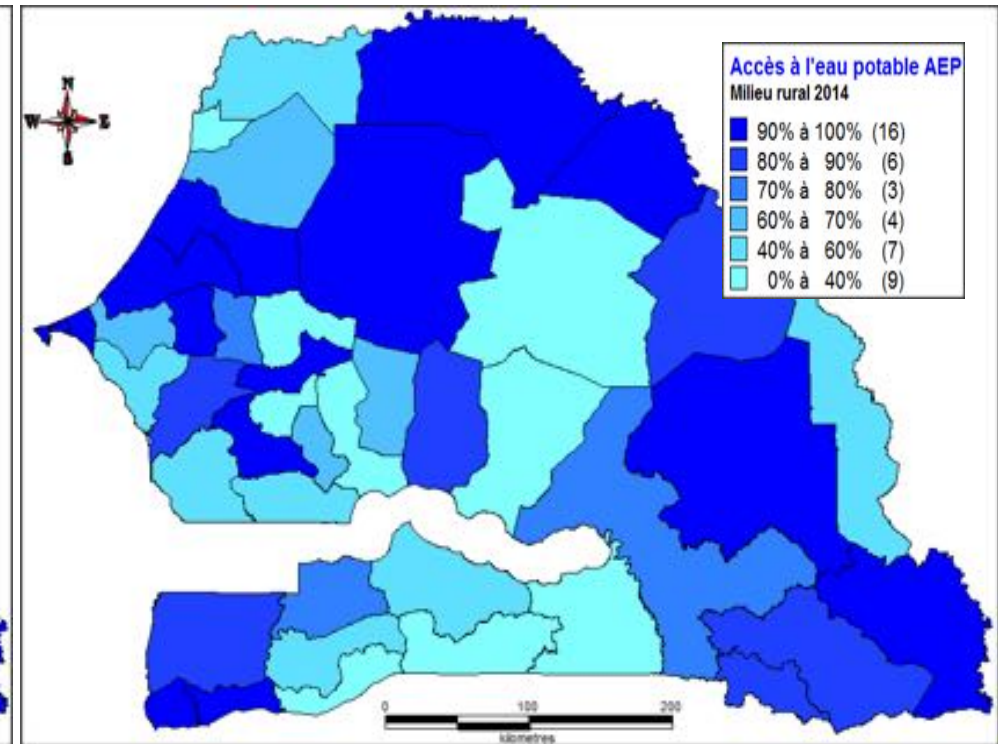 N
W E
S
Accès à l'eau potable AEP
Milieu rural 2014
90% à 100% (16)
80% à 90% (6)
70% à 80% (3)
60% à 70% (4)
40% à 60% (7)
0% à 40% (9)
0 100 200
kilometres